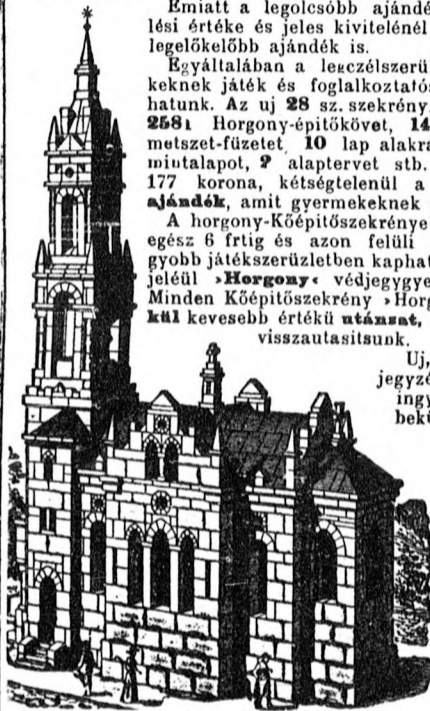 Emiatt a legolcsóbb ajándé
lési értéke és jeles kivitelénél
legelőkelőbb ajándék is.
Egyáltalában a legczélszerü
keknek játék és foglalkoztató
hatunk. Az uj 28 sz. szekrény
2581 Horgony-épitőkövet, 14
metszet-füzetet, 10 lap alakra
mintalapot, 2 alaptervet stb.
177 korona, kétségtelenül a
ajándék, amit gyermekeknek
A horgony-Kőépitőszekrénye
egész 6 frtig és azon felüli
gyobb játékszerüzletben kaphat
jeléül »Horgony« védjegygye
Minden Kőépitőszekrény »Horg
kül kevesebb értékü utánzat,
visszautasitsunk.
Uj,
jegyzé
ingy
bekü